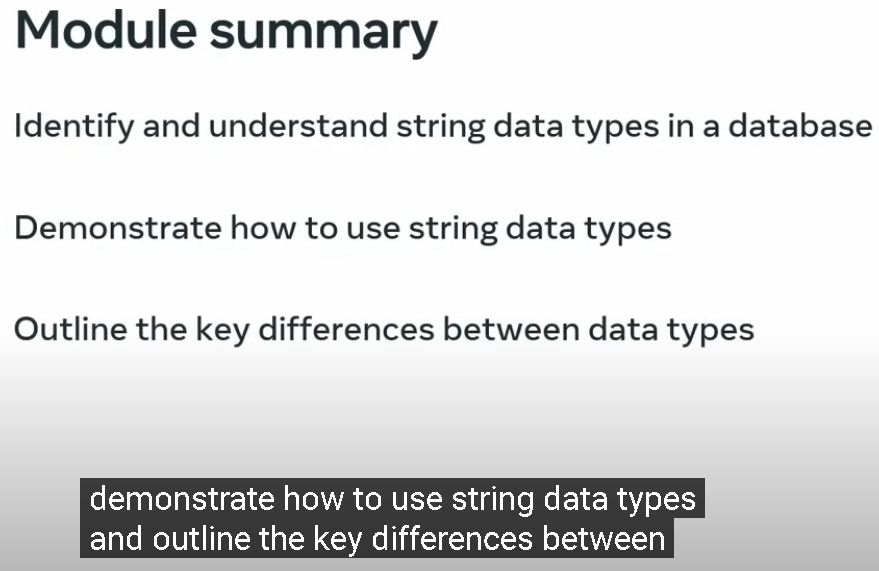 Module summary
Identify and understand string data types in a database
Demonstrate how to use string data types
Outline the key differences between data types
demonstrate how to use string data types
and outline the key differences between